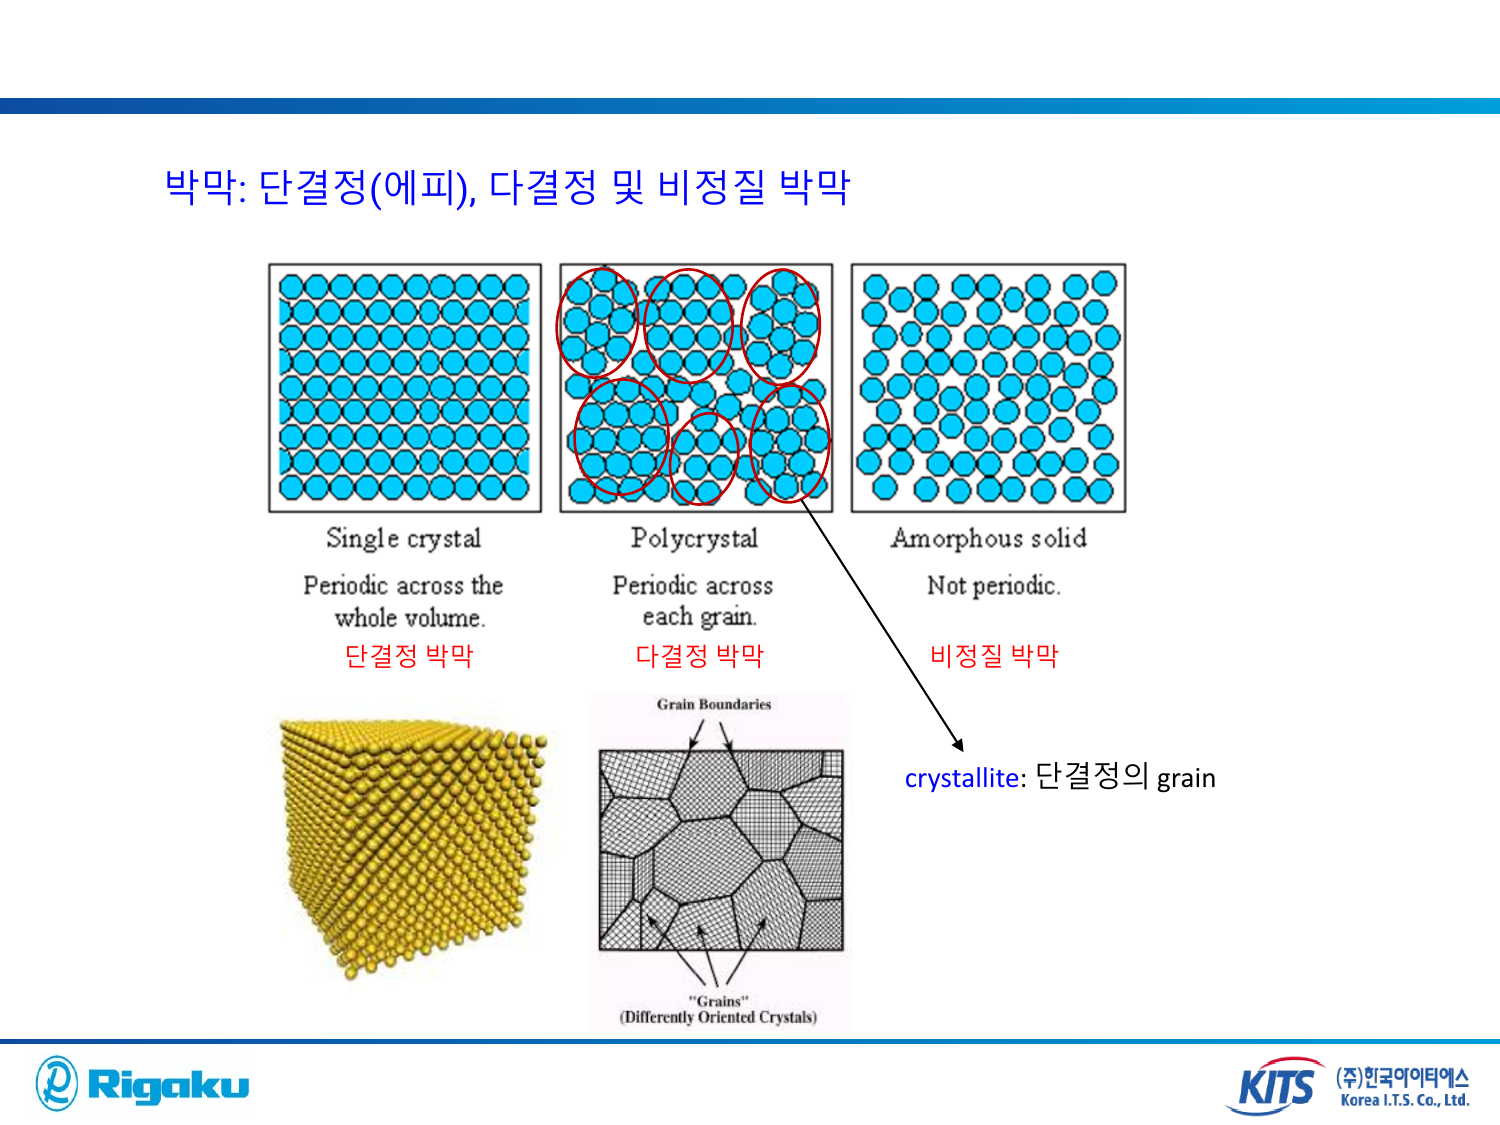 박막: 단결정(에피), 다결정 및 비정질 박막
Single crystal
Periodic across the
whole volume.
단결정 박막
Polycrystal
Periodic across
each grain.
다결정 박막
Amorphous solid
Not periodic.
비정질 박막
Grain Boundaries
"Grains"
(Differently Oriented Crystals)
crystallite: 단결정의 grain
Rigaku
KITS
(주)한국아이티에스
Korea I.T.S. Co., Ltd.